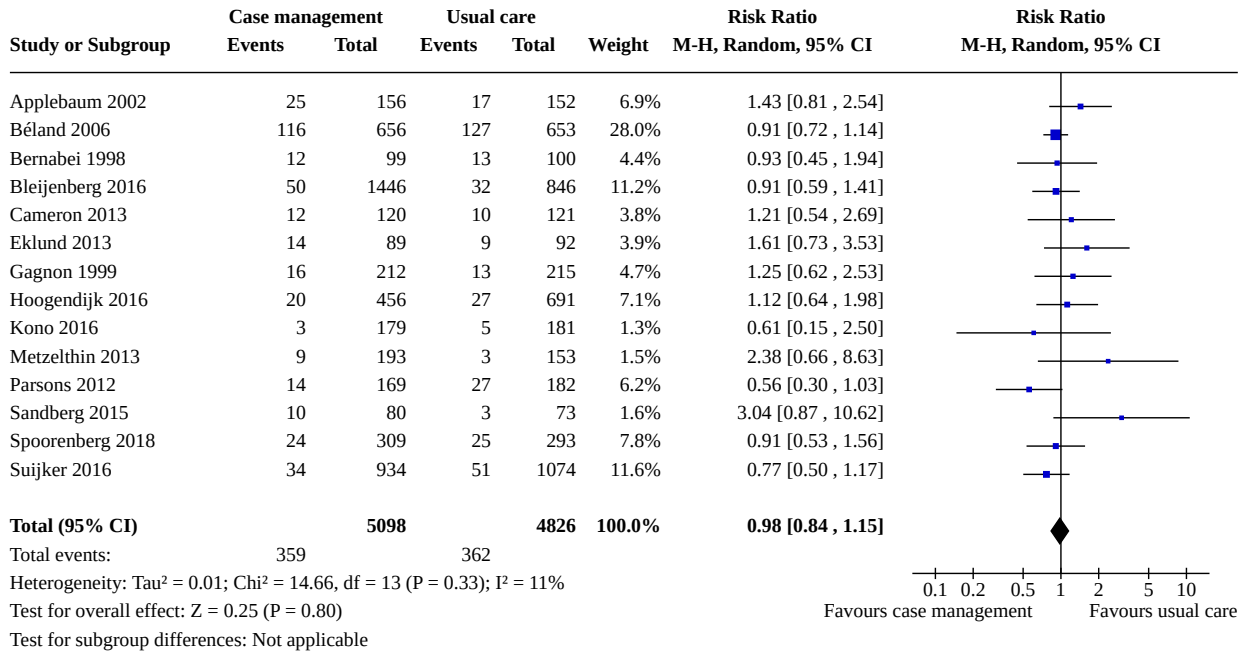 Case management Usual care Risk Ratio Risk Ratio
Study or Subgroup Events Total Events Total Weight M-H, Random, 95% CI M-H, Random, 95% CI
Applebaum 2002 25 156 17 152 6.9% 1.43 [0.81 , 2.54]
Béland 2006 116 656 127 653 28.0% 0.91 [0.72 , 1.14]
Bernabei 1998 12 99 13 100 4.4% 0.93 [0.45 , 1.94]
Bleijenberg 2016 50 1446 32 846 11.2% 0.91 [0.59 , 1.41]
Cameron 2013 12 120 10 121 3.8% 1.21 [0.54 , 2.69]
Eklund 2013 14 89 9 92 3.9% 1.61 [0.73 , 3.53]
Gagnon 1999 16 212 13 215 4.7% 1.25 [0.62 , 2.53]
Hoogendijk 2016 20 456 27 691 7.1% 1.12 [0.64 , 1.98]
Kono 2016 3 179 5 181 1.3% 0.61 [0.15 , 2.50]
Metzelthin 2013 9 193 3 153 1.5% 2.38 [0.66 , 8.63]
Parsons 2012 14 169 27 182 6.2% 0.56 [0.30 , 1.03]
Sandberg 2015 10 80 3 73 1.6% 3.04 [0.87 , 10.62]
Spoorenberg 2018 24 309 25 293 7.8% 0.91 [0.53 , 1.56]
Suijker 2016 34 934 51 1074 11.6% 0.77 [0.50 , 1.17]
Total (95% CI) 5098 4826 100.0% 0.98 [0.84 , 1.15]
Total events: 359 362
Heterogeneity: Tau² = 0.01; Chi² = 14.66, df = 13 (P = 0.33); I² = 11%
0.1 0.2 0.5 1 2 5 10
Test for overall effect: Z = 0.25 (P = 0.80)
Favours case management Favours usual care
Test for subgroup differences: Not applicable